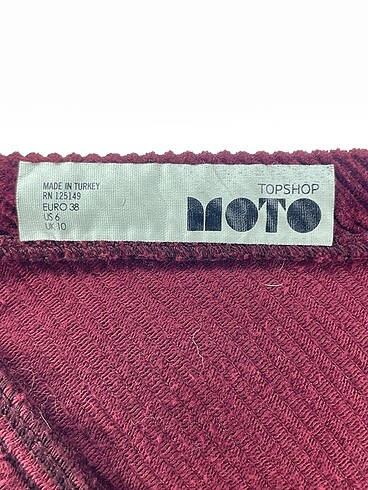 MADE IN TURKEY
RN 125149
EURO 38
US 6
UK 10
TOPSHOP
MOTO